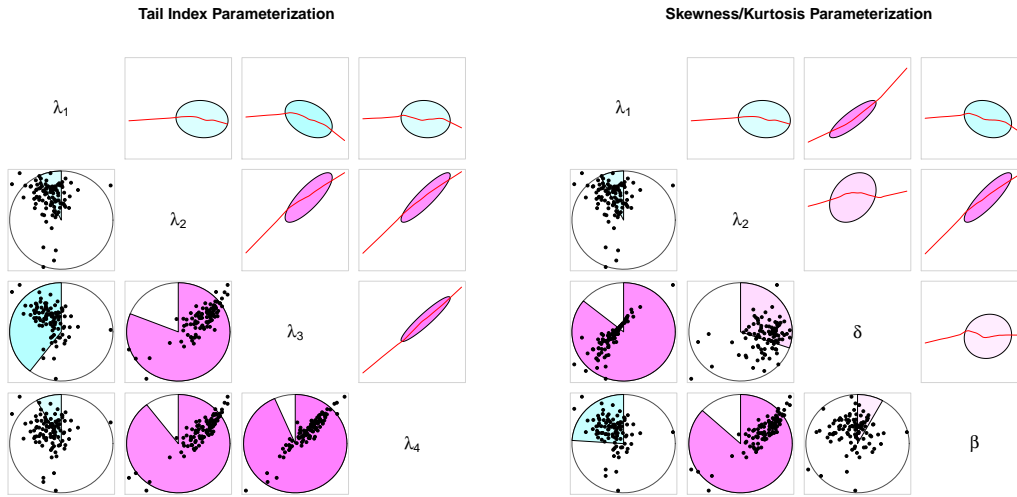 Tail Index Parameterization
λ1
λ2
λ3
λ4
Skewness/Kurtosis Parameterization
λ1
λ2
δ
β